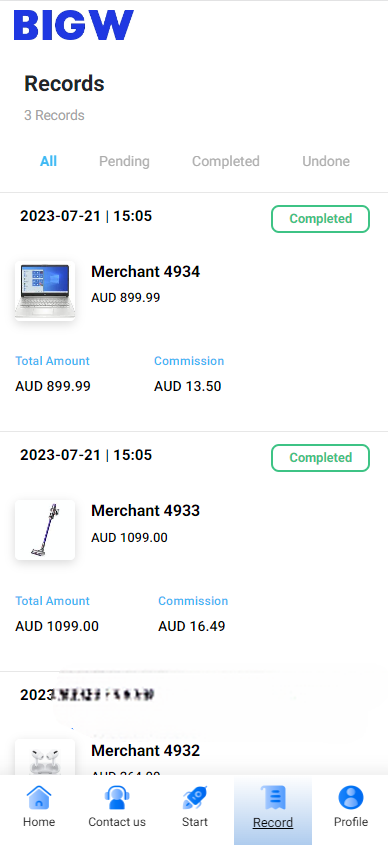 BIGW
Records
3 Records
All Pending Completed Undone
2023-07-21 | 15:05 Completed
Merchant 4934
AUD 899.99
Total Amount Commission
AUD 899.99 AUD 13.50
2023-07-21 | 15:05 Completed
Merchant 4933
AUD 1099.00
Total Amount Commission
AUD 1099.00 AUD 16.49
2023
Merchant 4932
Home Contact us Start Record Profile